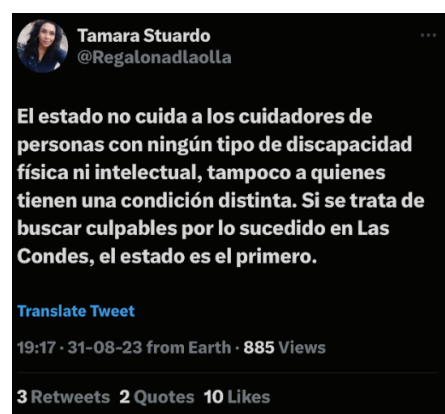 Tamara Stuardo
@Regalonadlaolla
El estado no cuida a los cuidadores de
personas con ningún tipo de discapacidad
física ni intelectual, tampoco a quienes
tienen una condición distinta. Si se trata de
buscar culpables por lo sucedido en Las
Condes, el estado es el primero.
Translate Tweet
19:17 · 31-08-23 from Earth · 885 Views
3 Retweets 2 Quotes 10 Likes